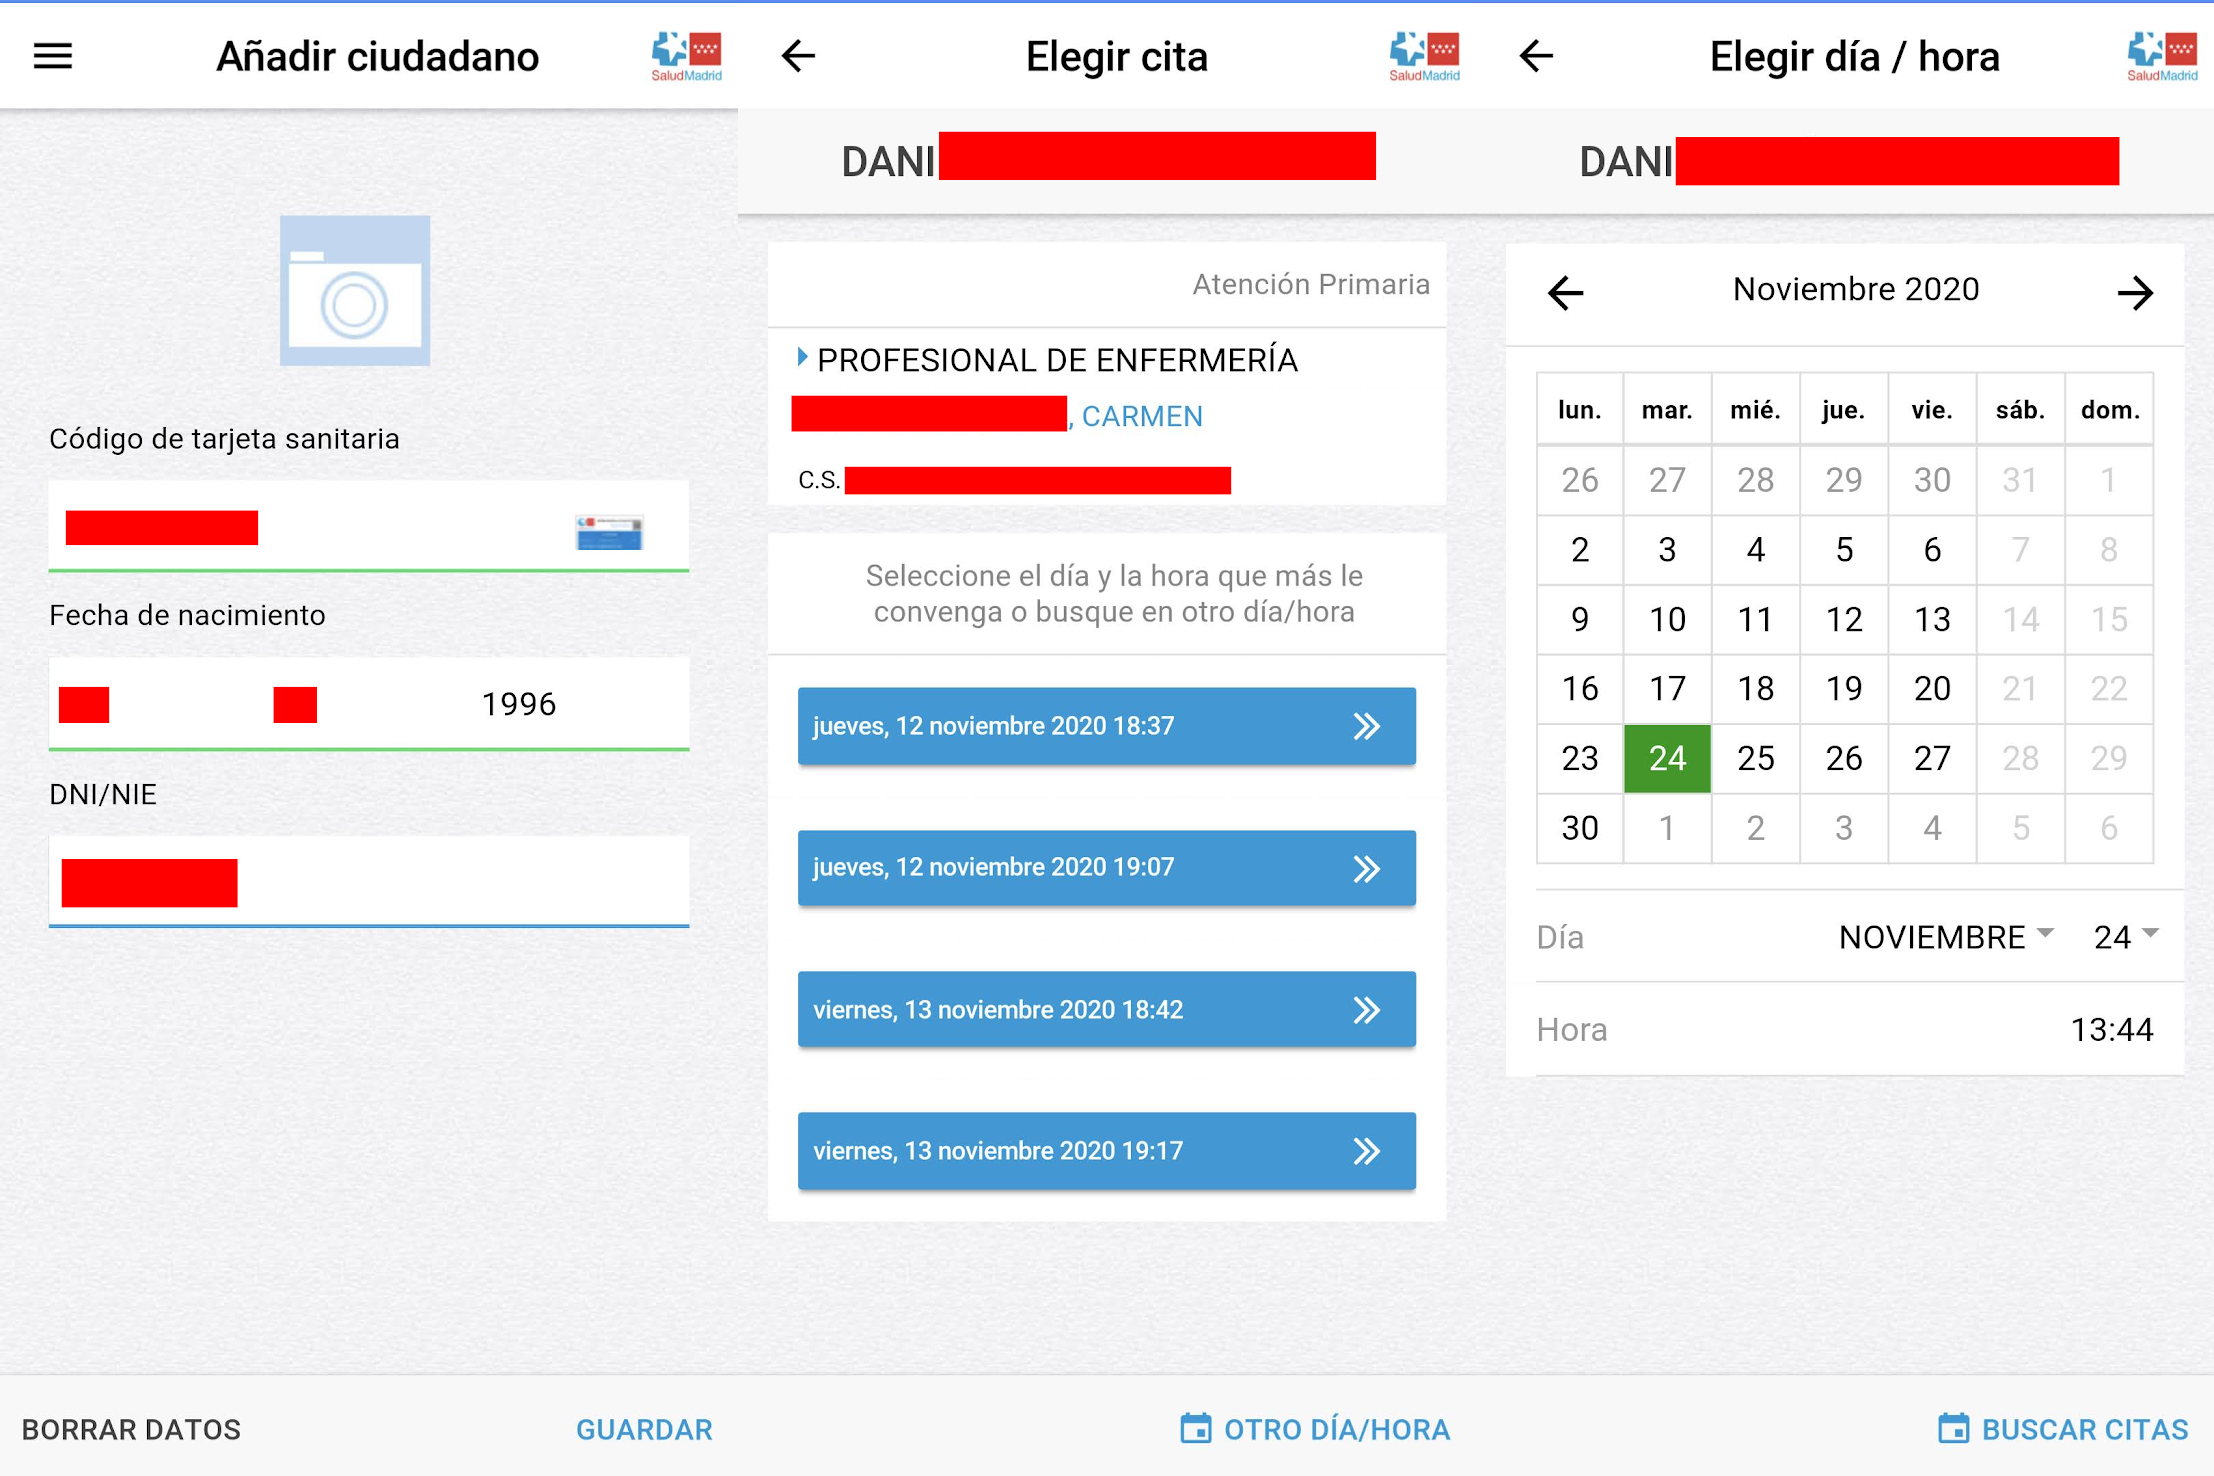 Añadir ciudadano
SaludMadrid
Código de tarjeta sanitaria
Fecha de nacimiento
1996
DNI/NIE
BORRAR DATOS
GUARDAR
Elegir cita
SaludMadrid
DANI
Atención Primaria
PROFESIONAL DE ENFERMERÍA
, CARMEN
C.S.
Seleccione el día y la hora que más le
convenga o busque en otro día/hora
jueves, 12 noviembre 2020 18:37
jueves, 12 noviembre 2020 19:07
viernes, 13 noviembre 2020 18:42
viernes, 13 noviembre 2020 19:17
OTRO DÍA/HORA
Elegir día / hora
SaludMadrid
DANI
Noviembre 2020
lun. mar. mié. jue. vie. sáb. dom.
26 27 28 29 30 31 1
2 3 4 5 6 7 8
9 10 11 12 13 14 15
16 17 18 19 20 21 22
23 24 25 26 27 28 29
30 1 2 3 4 5 6
Día NOVIEMBRE 24
Hora 13:44
BUSCAR CITAS